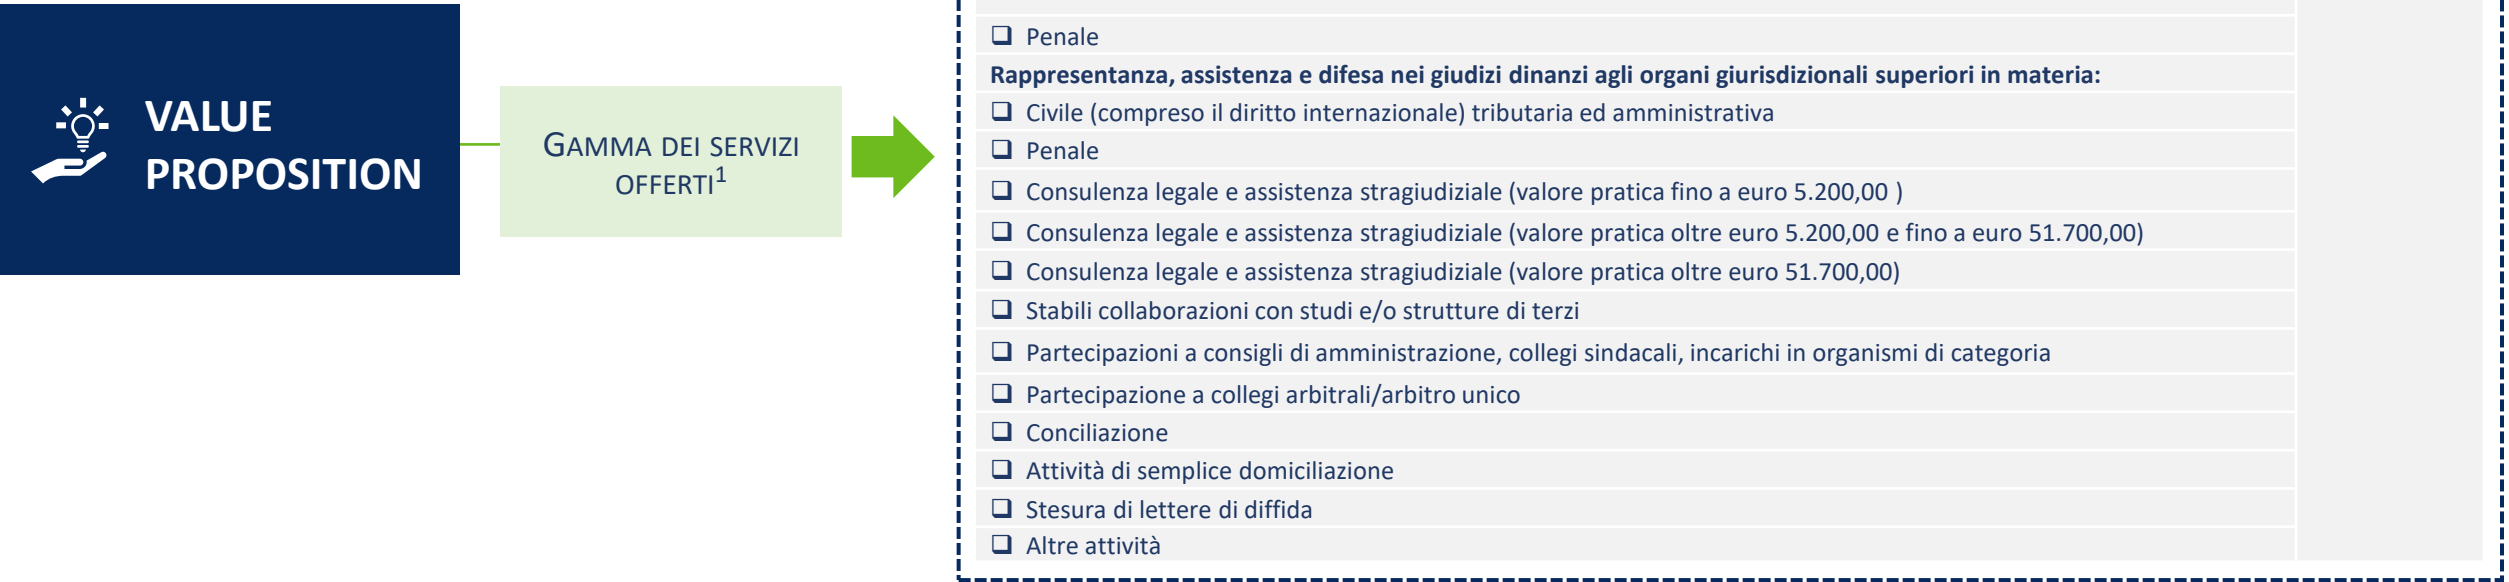 VALUE
PROPOSITION
GAMMA DEI SERVIZI
OFFERTI1
❑ Penale
Rappresentanza, assistenza e difesa nei giudizi dinanzi agli organi giurisdizionali superiori in materia:
❑ Civile (compreso il diritto internazionale) tributaria ed amministrativa
❑ Penale
❑ Consulenza legale e assistenza stragiudiziale (valore pratica fino a euro 5.200,00 )
❑ Consulenza legale e assistenza stragiudiziale (valore pratica oltre euro 5.200,00 e fino a euro 51.700,00)
❑ Consulenza legale e assistenza stragiudiziale (valore pratica oltre euro 51.700,00)
❑ Stabili collaborazioni con studi e/o strutture di terzi
❑ Partecipazioni a consigli di amministrazione, collegi sindacali, incarichi in organismi di categoria
❑ Partecipazione a collegi arbitrali/arbitro unico
❑ Conciliazione
❑ Attività di semplice domiciliazione
❑ Stesura di lettere di diffida
❑ Altre attività